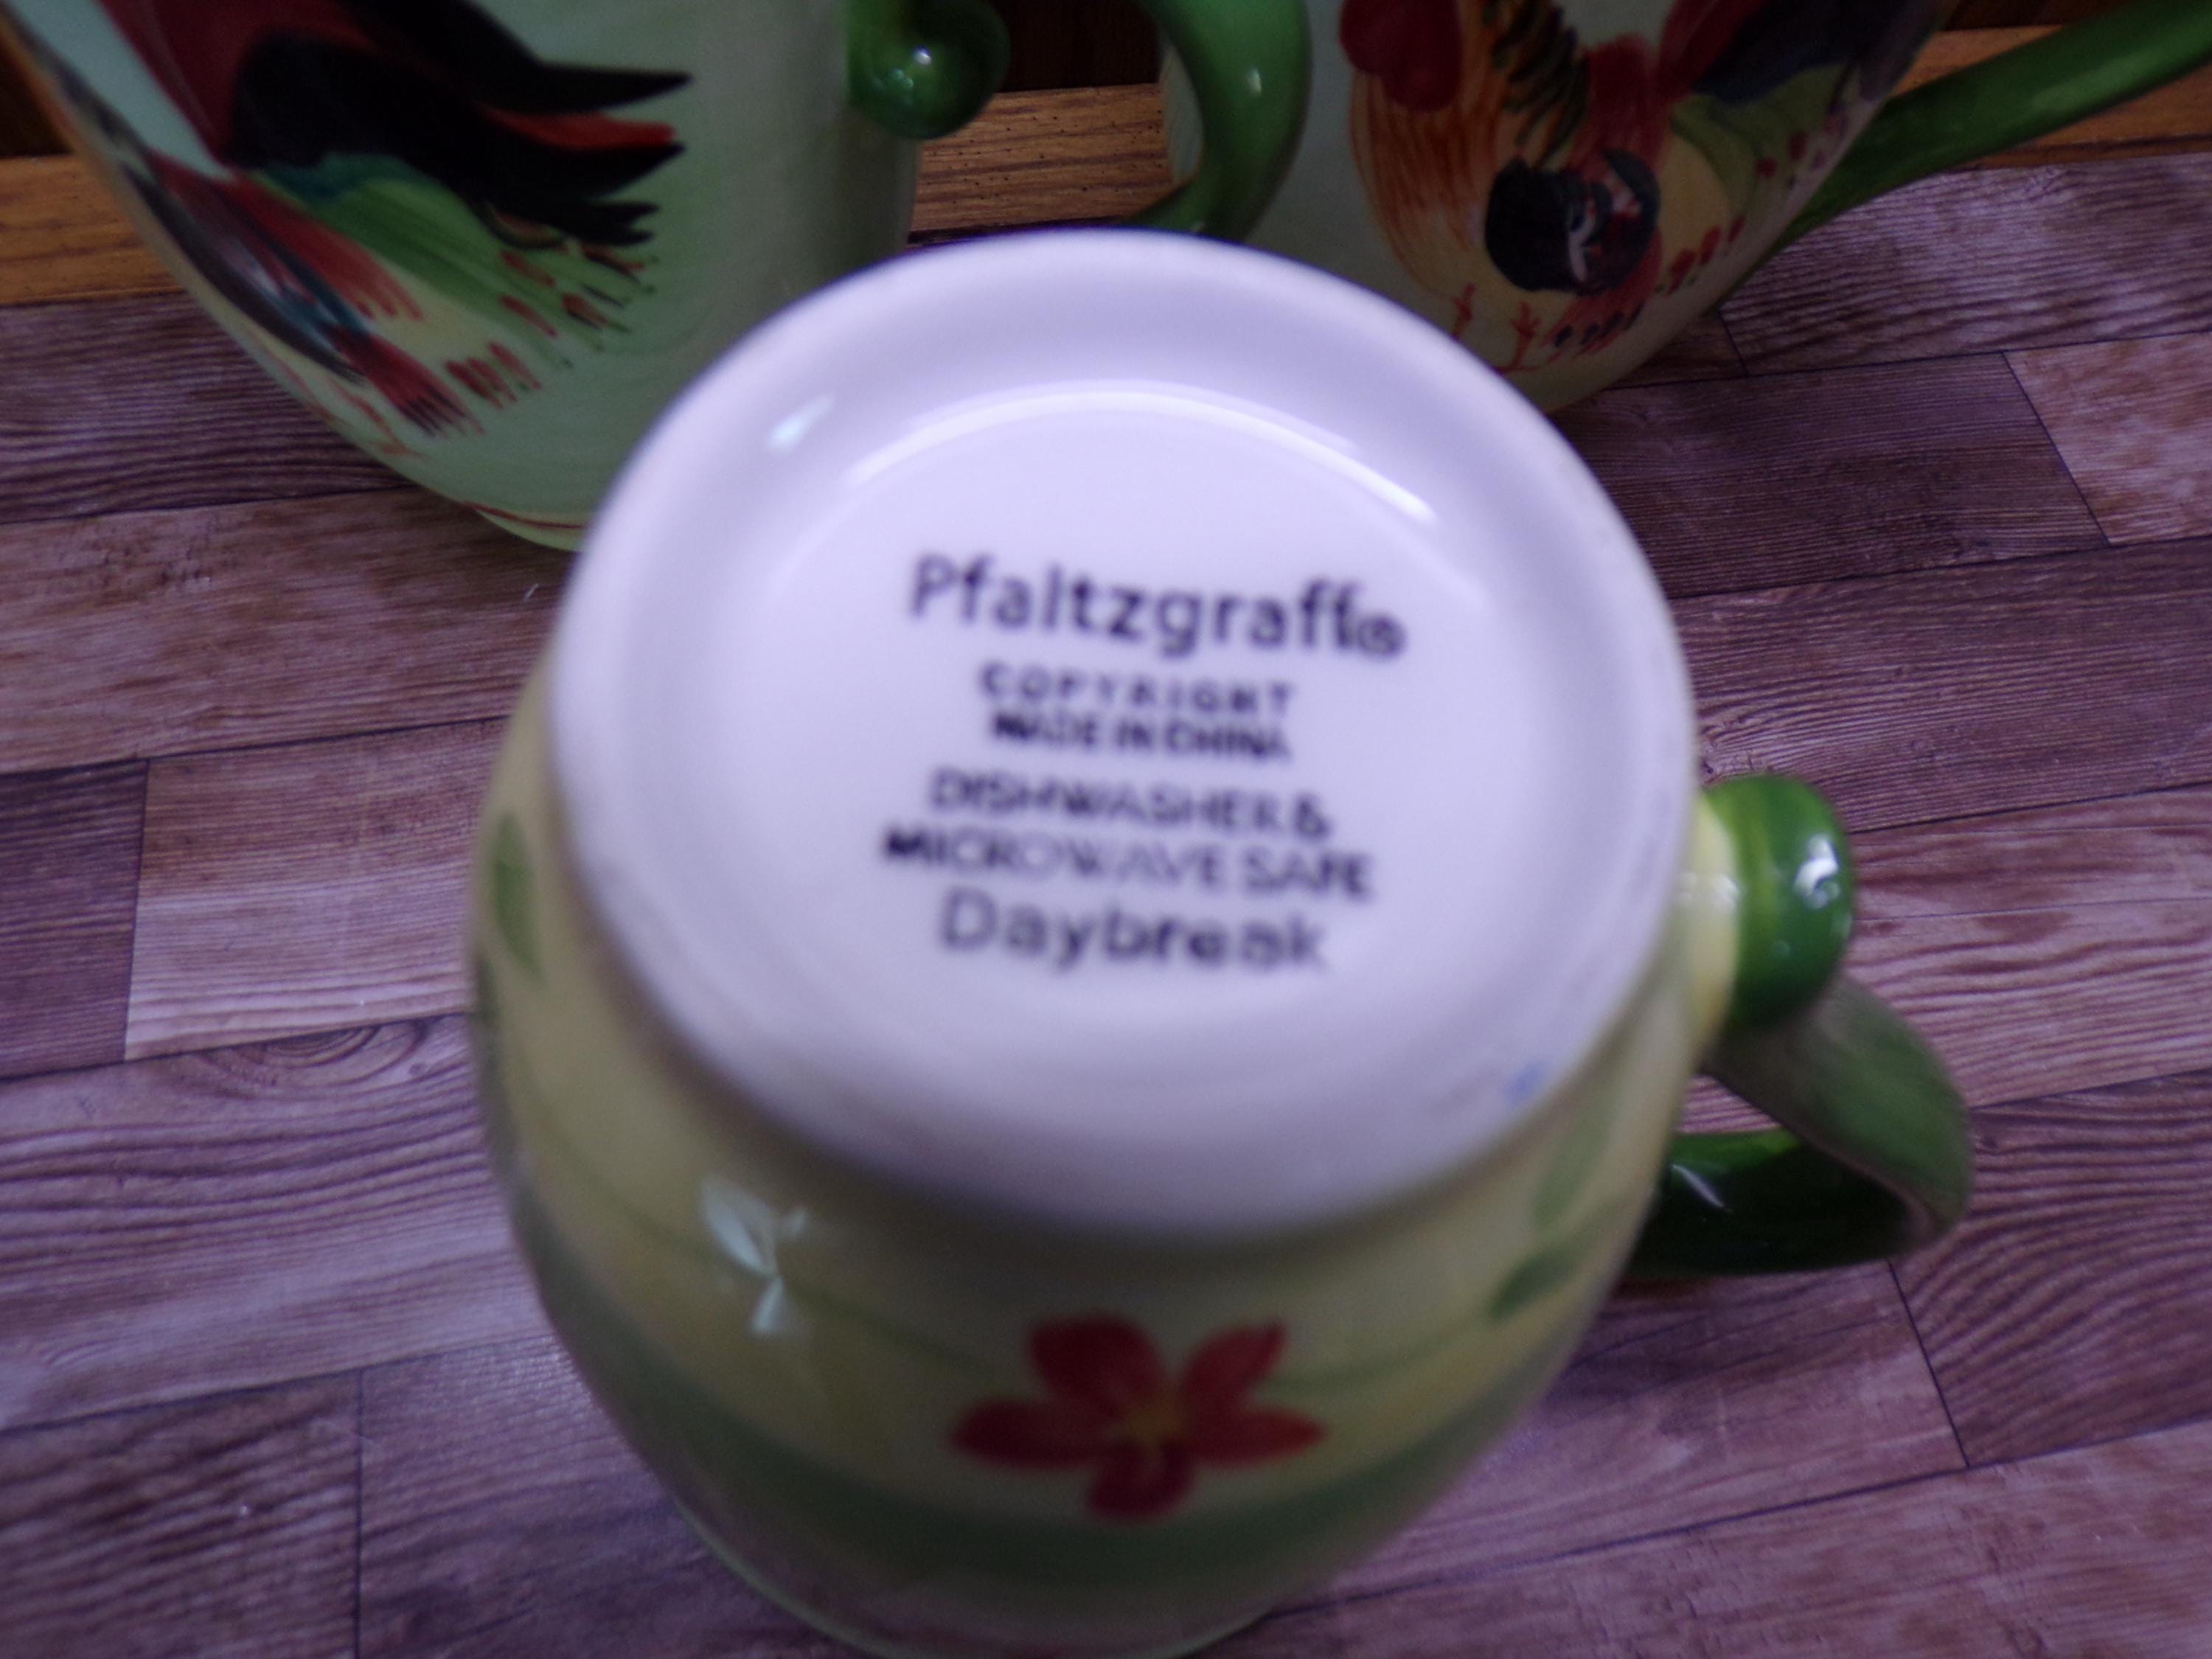 Pfaltzgraff®
COPYRIGHT
MADE IN CHINA
DISHWASHER &
MICROWAVE SAFE
Daybreak